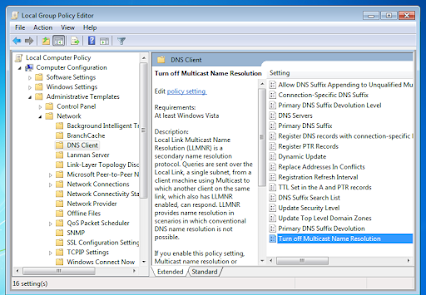 Local Group Policy Editor
File Action View Help
Local Computer Policy
Computer Configuration
Software Settings
Windows Settings
Administrative Templates
Control Panel
Network
Background Intelligent Tr
BranchCache
DNS Client
Lanman Server
Link-Layer Topology Disc
Microsoft Peer-to-Peer N
Network Connections
Network Connectivity Sta
Network Provider
Offline Files
QoS Packet Scheduler
SNMP
SSL Configuration Setting
TCPIP Settings
Windows Connect Now
DNS Client
Turn off Multicast Name Resolution
Edit policy setting.
Requirements:
At least Windows Vista
Description:
Local Link Multicast Name
Resolution (LLMNR) is a
secondary name resolution
protocol. Queries are sent over the
Local Link, a single subnet, from a
client machine using Multicast to
which another client on the same
link, which also has LLMNR
enabled, can respond. LLMNR
provides name resolution in
scenarios in which conventional
DNS name resolution is not
possible.
If you enable this policy setting,
Multicast name resolution or
Setting
Allow DNS Suffix Appending to Unqualified Mu
Connection-Specific DNS Suffix
Primary DNS Suffix Devolution Level
DNS Servers
Primary DNS Suffix
Register DNS records with connection-specific
Register PTR Records
Dynamic Update
Replace Addresses In Conflicts
Registration Refresh Interval
TTL Set in the A and PTR records
DNS Suffix Search List
Update Security Level
Update Top Level Domain Zones
Primary DNS Suffix Devolution
Turn off Multicast Name Resolution
Extended Standard
16 setting(s)